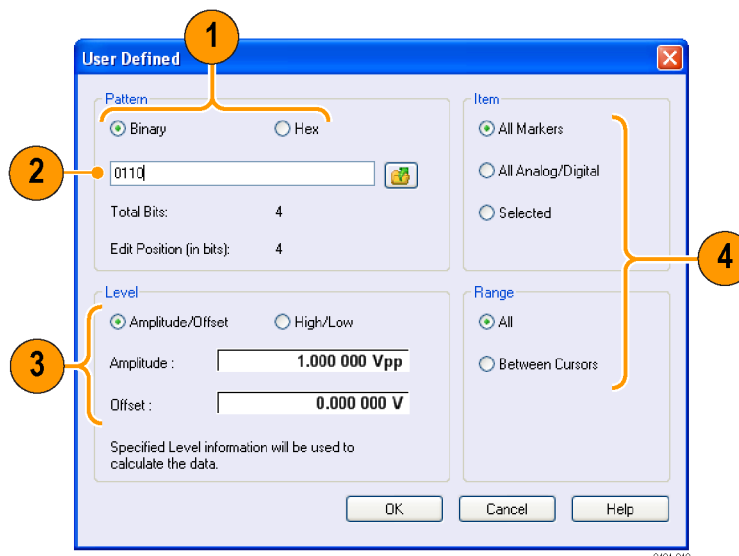 1
User Defined
Pattern
Binary
Hex
2
0110
Total Bits: 4
Edit Position (in bits): 4
Item
All Markers
All Analog/Digital
Selected
4
Level
Amplitude/Offset
High/Low
3
Amplitude : 1.000 000 Vpp
Offset : 0.000 000 V
Specified Level information will be used to
calculate the data.
Range
All
Between Cursors
OK
Cancel
Help